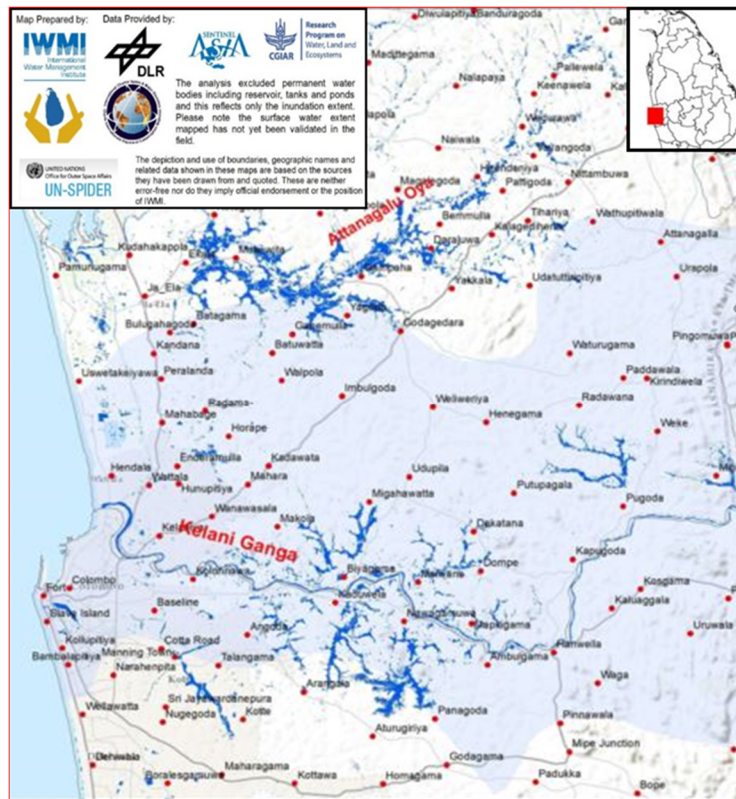 Map Prepared by:
Data Provided by:
IWMI
International
Water Management
Institute
DLR
SENTINEL
ASIA
CGIAR
Research
Program on
Water, Land and
Ecosystems
The analysis excluded permanent water
bodies including reservoir, tanks and ponds
and this reflects only the inundation extent.
Please note the surface water extent
mapped has not yet been validated in the
field.
UNITED NATIONS
Office for Outer Space Affairs
UN-SPIDER
The depiction and use of boundaries, geographic names and
related data shown in these maps are based on the sources
they have been drawn from and quoted. These are neither
error-free nor do they imply official endorsement or the position
of IWMI.
Diwulapitiya Banduragoda
Madittegama
Pallewela
Nalapaya
Keenawela
Naiwala
Pattigoda
Nittambuwa
Attanagalu Oya
Bemmulla
Tihariya
Wathupitiwala
Daraluwa
Kalagedihena
Attanagalla
Kudahakappola
Pamunugama
Yakkala
Udatuttiripitiya
Urapola
Ja_Ela
Batagama
Bulugahagoda
Godagedara
Kandana
Batuwatta
Waturugama
Pingomuwa
Uswetakeiyawa
Peralanda
Walpola
Paddawala
Kirindiwela
Imbulgoda
Weliweriya
Radawana
Mahabage
Ragama
Henegama
Horape
Weke
Enderamulla
Kadawata
Hendala
Wattala
Hunupitiya
Mahara
Udupila
Putupagala
Migahawatta
Pugoda
Wanawasala
Makola
Dekatana
Kelani Ganga
Kapugoda
Biyagama
Dompe
Kolonnawa
Kosgama
Colombo
Fort
Baseline
Kaduwela
Nawagamuwa
Kaluaggala
Slave Island
Angoda
Uruwala
Kollupitiya
Manning Town
Cotta Road
Ranwella
Bambalapitiya
Narahenpita
Talangama
Ambulgama
Waga
Sri Jayewardenepura
Wellawatta
Nugegoda
Kotte
Panagoda
Pinnawala
Aturugiriya
Mipe Junction
Dehiwala
Maharagama
Godagama
Boralesgamuwa
Kottawa
Homagama
Padukka
Bope